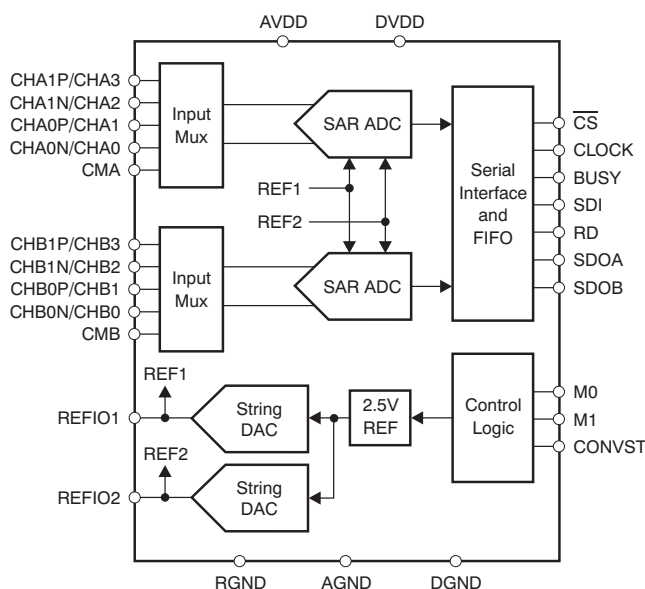 AVDD
DVDD
CHA1P/CHA3
CHA1N/CHA2
CHA0P/CHA1
CHA0N/CHA0
CMA
Input
Mux
SAR ADC
REF1
REF2
Serial
Interface
and
FIFO
CS
CLOCK
BUSY
SDI
RD
SDOA
SDOB
CHB1P/CHB3
CHB1N/CHB2
CHB0P/CHB1
CHB0N/CHB0
CMB
Input
Mux
SAR ADC
REF1
REFIO1
String
DAC
2.5V
REF
Control
Logic
M0
M1
CONVST
REF2
REFIO2
String
DAC
RGND
AGND
DGND